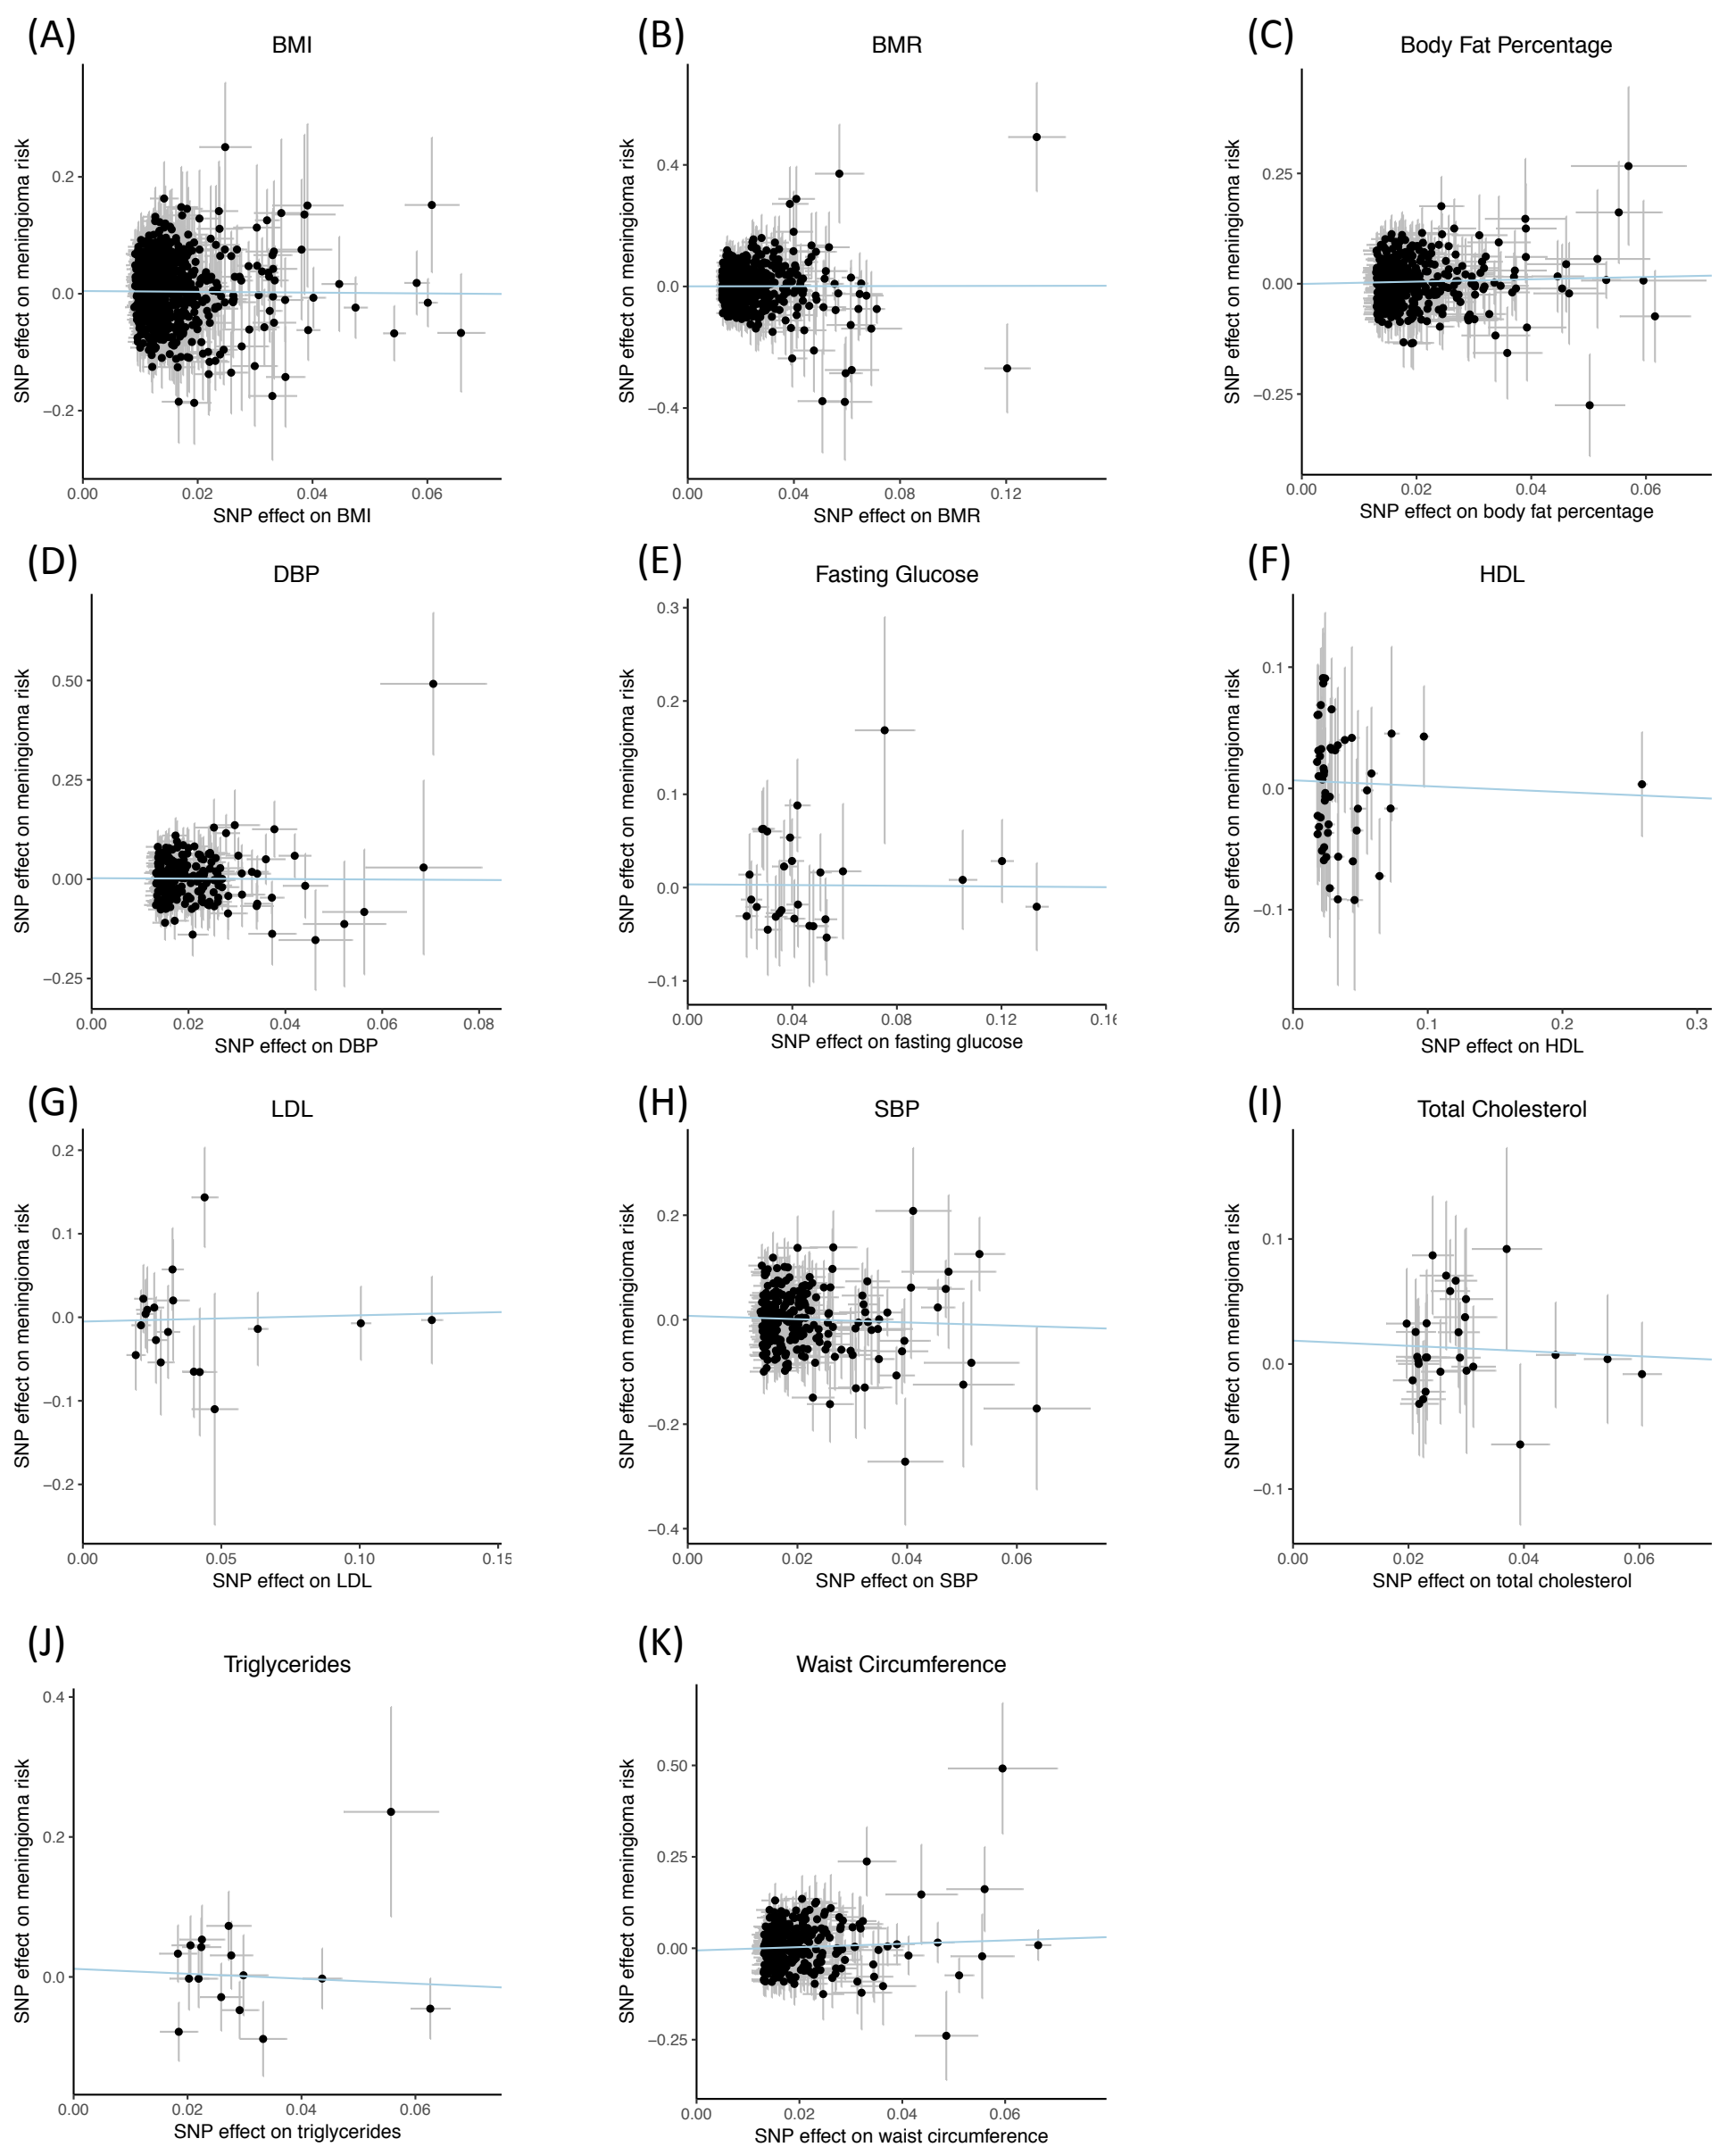 (A)
BMI
SNP effect on meningioma risk
0.2
0.0
−0.2
0.00 0.02 0.04 0.06
SNP effect on BMI
(B)
BMR
SNP effect on meningioma risk
0.4
0.0
−0.4
0.00 0.04 0.08 0.12
SNP effect on BMR
(C)
Body Fat Percentage
SNP effect on meningioma risk
0.25
0.00
−0.25
0.00 0.02 0.04 0.06
SNP effect on body fat percentage
(D)
DBP
SNP effect on meningioma risk
0.50
0.25
0.00
−0.25
0.00 0.02 0.04 0.06 0.08
SNP effect on DBP
(E)
Fasting Glucose
SNP effect on meningioma risk
0.3
0.2
0.1
0.0
−0.1
0.00 0.04 0.08 0.12 0.16
SNP effect on fasting glucose
(F)
HDL
SNP effect on meningioma risk
0.1
0.0
−0.1
0.0 0.1 0.2 0.3
SNP effect on HDL
(G)
LDL
SNP effect on meningioma risk
0.2
0.1
0.0
−0.1
−0.2
0.00 0.05 0.10 0.15
SNP effect on LDL
(H)
SBP
SNP effect on meningioma risk
0.2
0.0
−0.2
−0.4
0.00 0.02 0.04 0.06
SNP effect on SBP
(I)
Total Cholesterol
SNP effect on meningioma risk
0.1
0.0
−0.1
0.00 0.02 0.04 0.06
SNP effect on total cholesterol
(J)
Triglycerides
SNP effect on meningioma risk
0.4
0.2
0.0
0.00 0.02 0.04 0.06
SNP effect on triglycerides
(K)
Waist Circumference
SNP effect on meningioma risk
0.50
0.25
0.00
−0.25
0.00 0.02 0.04 0.06
SNP effect on waist circumference